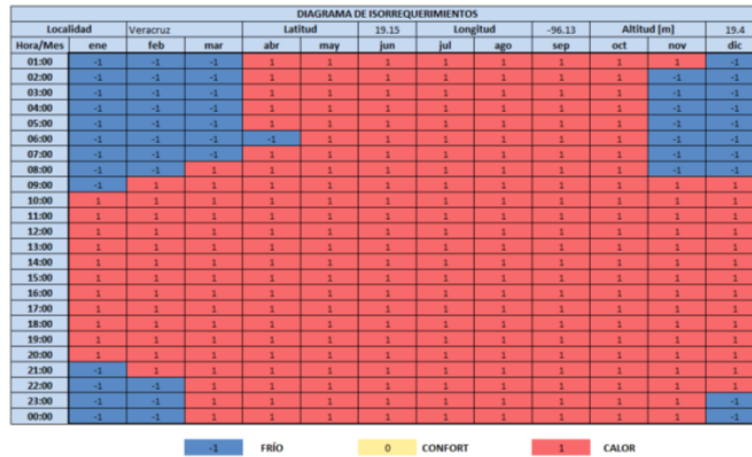 DIAGRAMA DE ISORREQUERIMIENTOS
Localidad Veracruz Latitud 19.15 Longitud -96.13 Altitud [m] 19.4
Hora/Mes ene feb mar abr may jun jul ago sep oct nov dic
01:00 -1 -1 -1 1 1 1 1 1 1 1 1 -1
02:00 -1 -1 -1 1 1 1 1 1 1 1 -1 -1
03:00 -1 -1 -1 1 1 1 1 1 1 1 -1 -1
04:00 -1 -1 -1 1 1 1 1 1 1 1 -1 -1
05:00 -1 -1 -1 1 1 1 1 1 1 1 -1 -1
06:00 -1 -1 -1 -1 1 1 1 1 1 1 -1 -1
07:00 -1 -1 -1 1 1 1 1 1 1 1 -1 -1
08:00 -1 -1 1 1 1 1 1 1 1 1 -1 -1
09:00 -1 1 1 1 1 1 1 1 1 1 1 1
10:00 1 1 1 1 1 1 1 1 1 1 1 1
11:00 1 1 1 1 1 1 1 1 1 1 1 1
12:00 1 1 1 1 1 1 1 1 1 1 1 1
13:00 1 1 1 1 1 1 1 1 1 1 1 1
14:00 1 1 1 1 1 1 1 1 1 1 1 1
15:00 1 1 1 1 1 1 1 1 1 1 1 1
16:00 1 1 1 1 1 1 1 1 1 1 1 1
17:00 1 1 1 1 1 1 1 1 1 1 1 1
18:00 1 1 1 1 1 1 1 1 1 1 1 1
19:00 1 1 1 1 1 1 1 1 1 1 1 1
20:00 1 1 1 1 1 1 1 1 1 1 1 1
21:00 -1 1 1 1 1 1 1 1 1 1 1 1
22:00 -1 -1 1 1 1 1 1 1 1 1 1 1
23:00 -1 -1 1 1 1 1 1 1 1 1 1 -1
00:00 -1 -1 1 1 1 1 1 1 1 1 1 -1
-1 FRÍO 0 CONFORT 1 CALOR